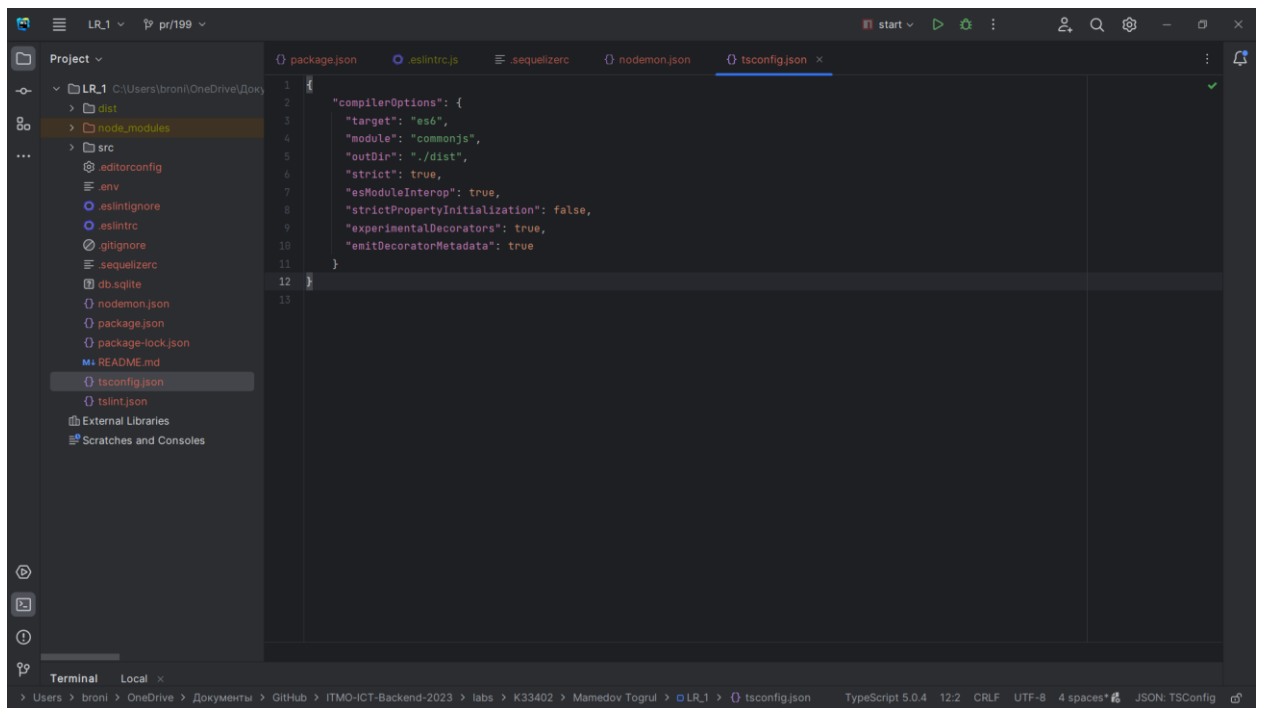 LR_1 pr/199 start
Project
package.json .eslintrc.js .sequelizerc nodemon.json tsconfig.json
LR_1 C:\Users\broni\OneDrive\Доку
dist
node_modules
src
.editorconfig
.env
.eslintignore
.eslintrc
.gitignore
.sequelizerc
db.sqlite
nodemon.json
package.json
package-lock.json
README.md
tsconfig.json
tslint.json
External Libraries
Scratches and Consoles
1 {
2 "compilerOptions": {
3 "target": "es6",
4 "module": "commonjs",
5 "outDir": "./dist",
6 "strict": true,
7 "esModuleInterop": true,
8 "strictPropertyInitialization": false,
9 "experimentalDecorators": true,
10 "emitDecoratorMetadata": true
11 }
12 }
13
Terminal Local
> Users > broni > OneDrive > Документы > GitHub > ITMO-ICT-Backend-2023 > labs > K33402 > Mamedov Togrul > LR_1 > {} tsconfig.json TypeScript 5.0.4 12:2 CRLF UTF-8 4 spaces* JSON: TSConfig